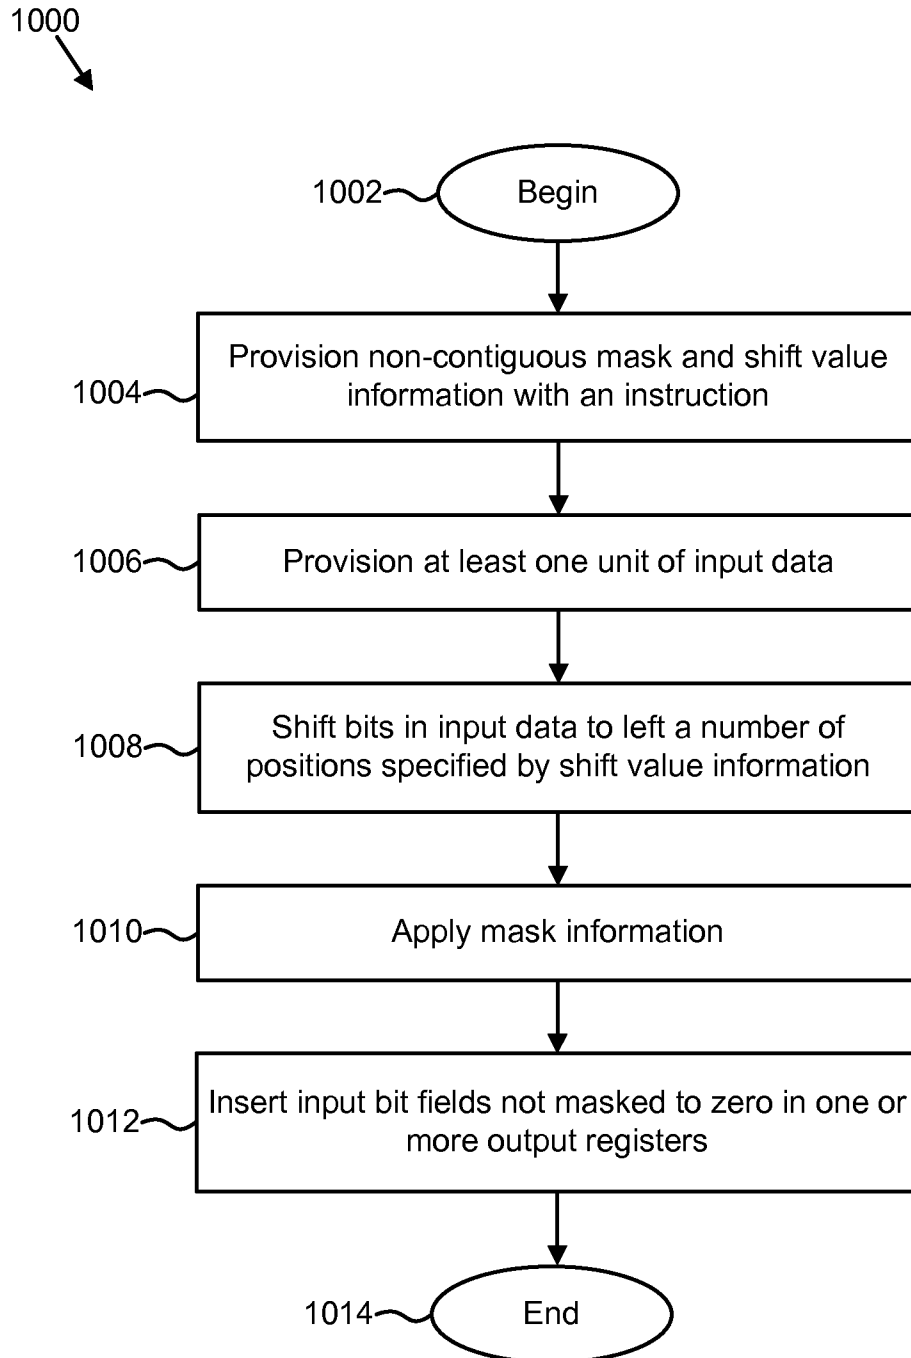 1000
1002
Begin
Provision non-contiguous mask and shift value
1004
information with an instruction
1006
Provision at least one unit of input data
Shift bits in input data to left a number of
1008
positions specified by shift value information
1010
Apply mask information
Insert input bit fields not masked to zero in one or
1012
more output registers
1014
End